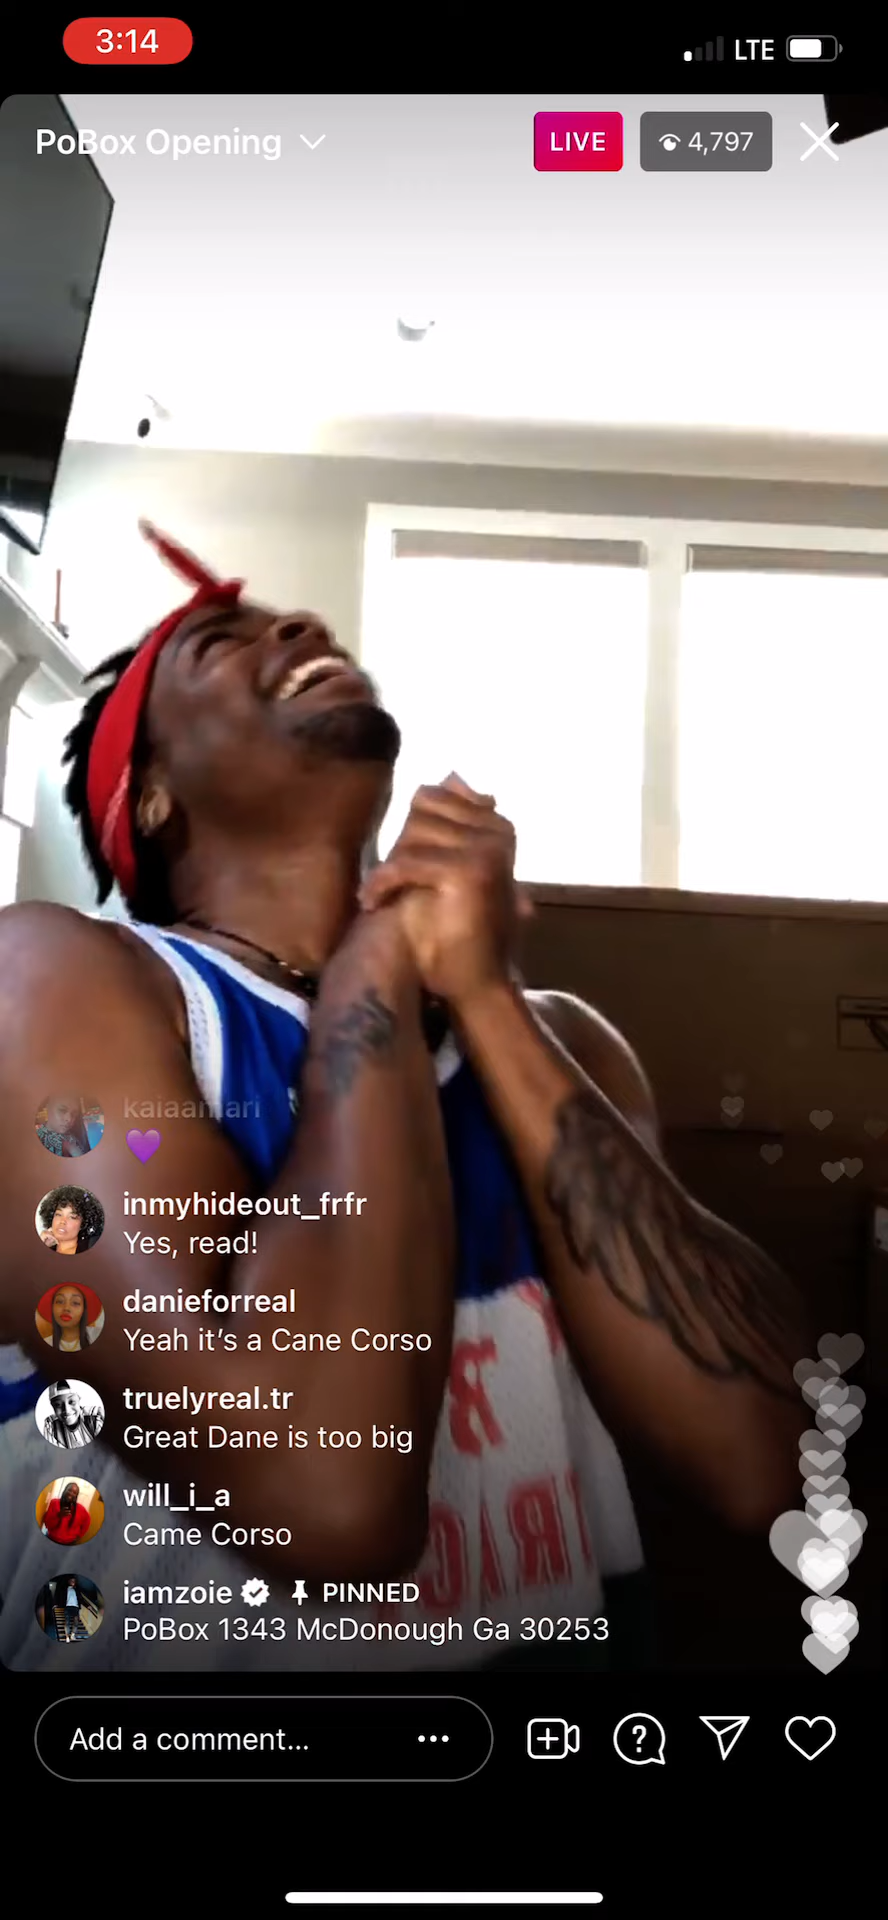 3:14
LTE
PoBox Opening
LIVE
4,797
kaiaamari
💜
inmyhideout_frfr
Yes, read!
danieforreal
Yeah it’s a Cane Corso
truelyreal.tr
Great Dane is too big
will_i_a
Came Corso
iamzoie PINNED
PoBox 1343 McDonough Ga 30253
Add a comment...